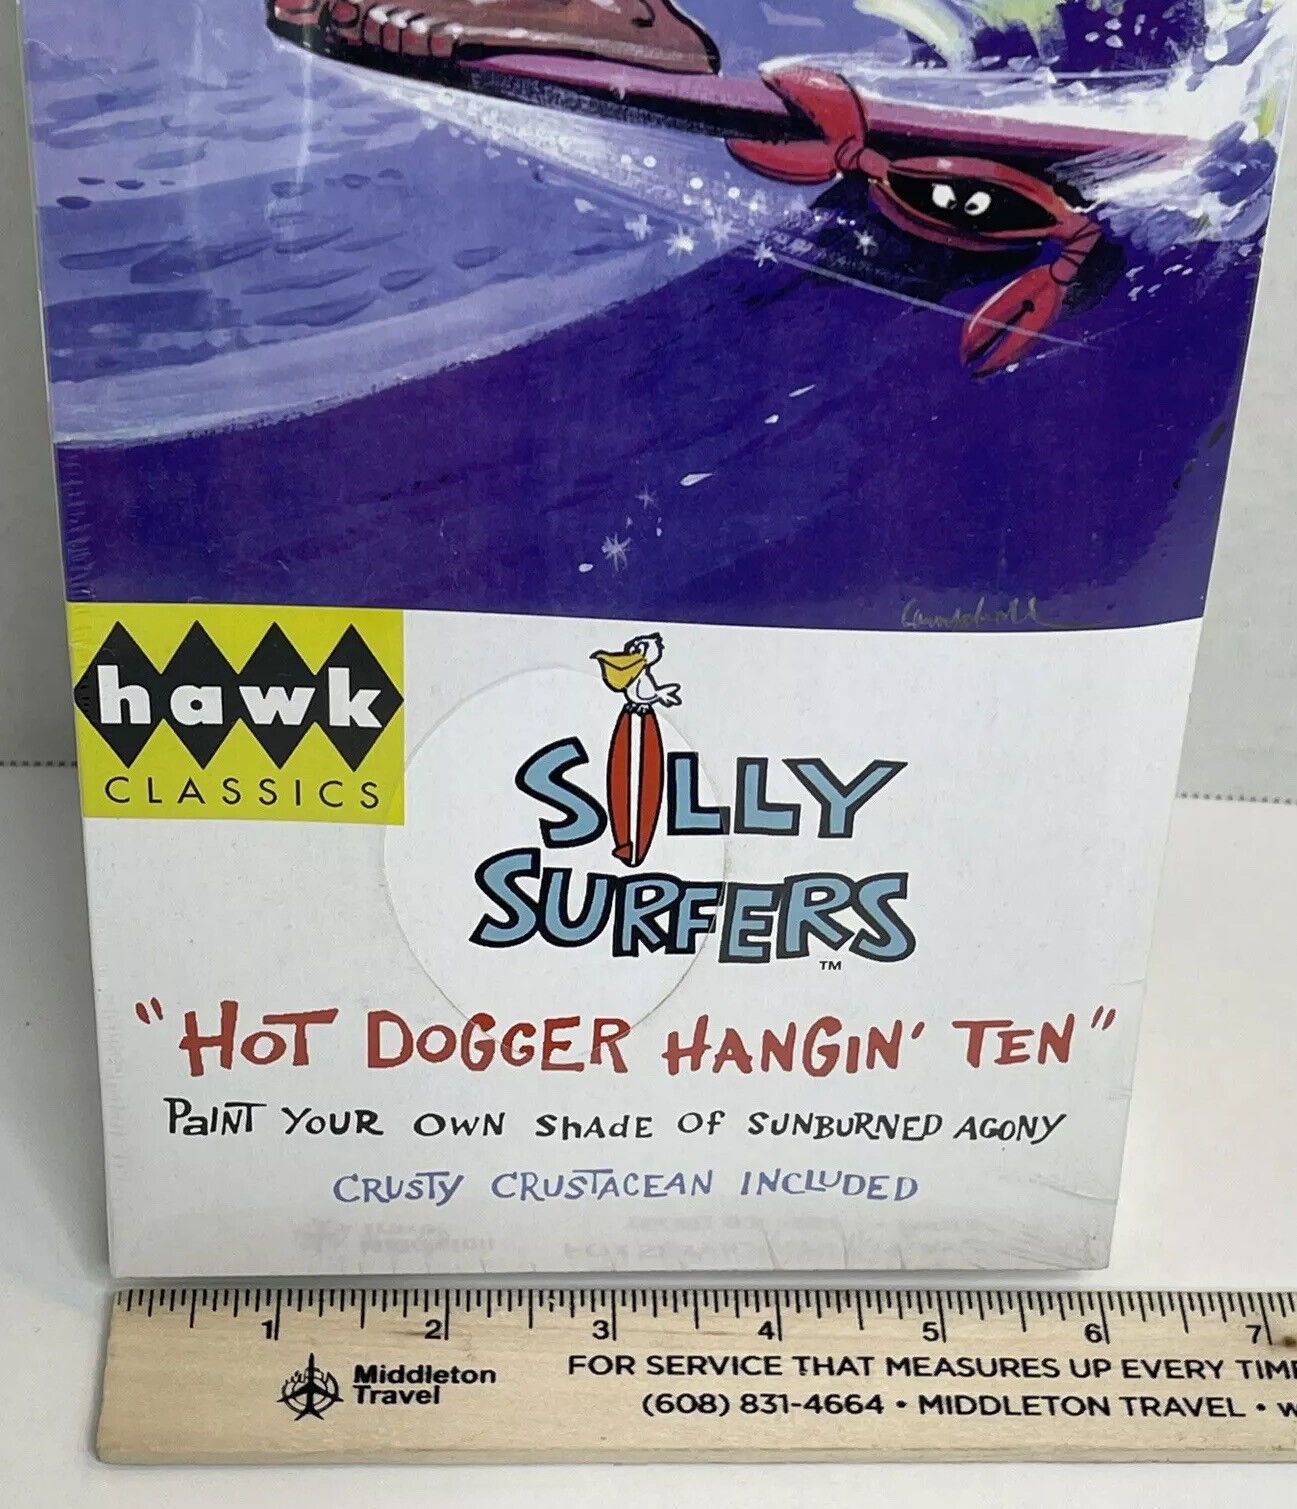 Campbell
hawk
CLASSICS
SILLY
SURFERS
™
"HOT DOGGER HANGIN' TEN"
PAINT YOUR OWN SHADE OF SUNBURNED AGONY
CRUSTY CRUSTACEAN INCLUDED
1 2 3 4 5 6 7
Middleton
Travel
FOR SERVICE THAT MEASURES UP EVERY TIME
(608) 831-4664 • MIDDLETON TRAVEL •